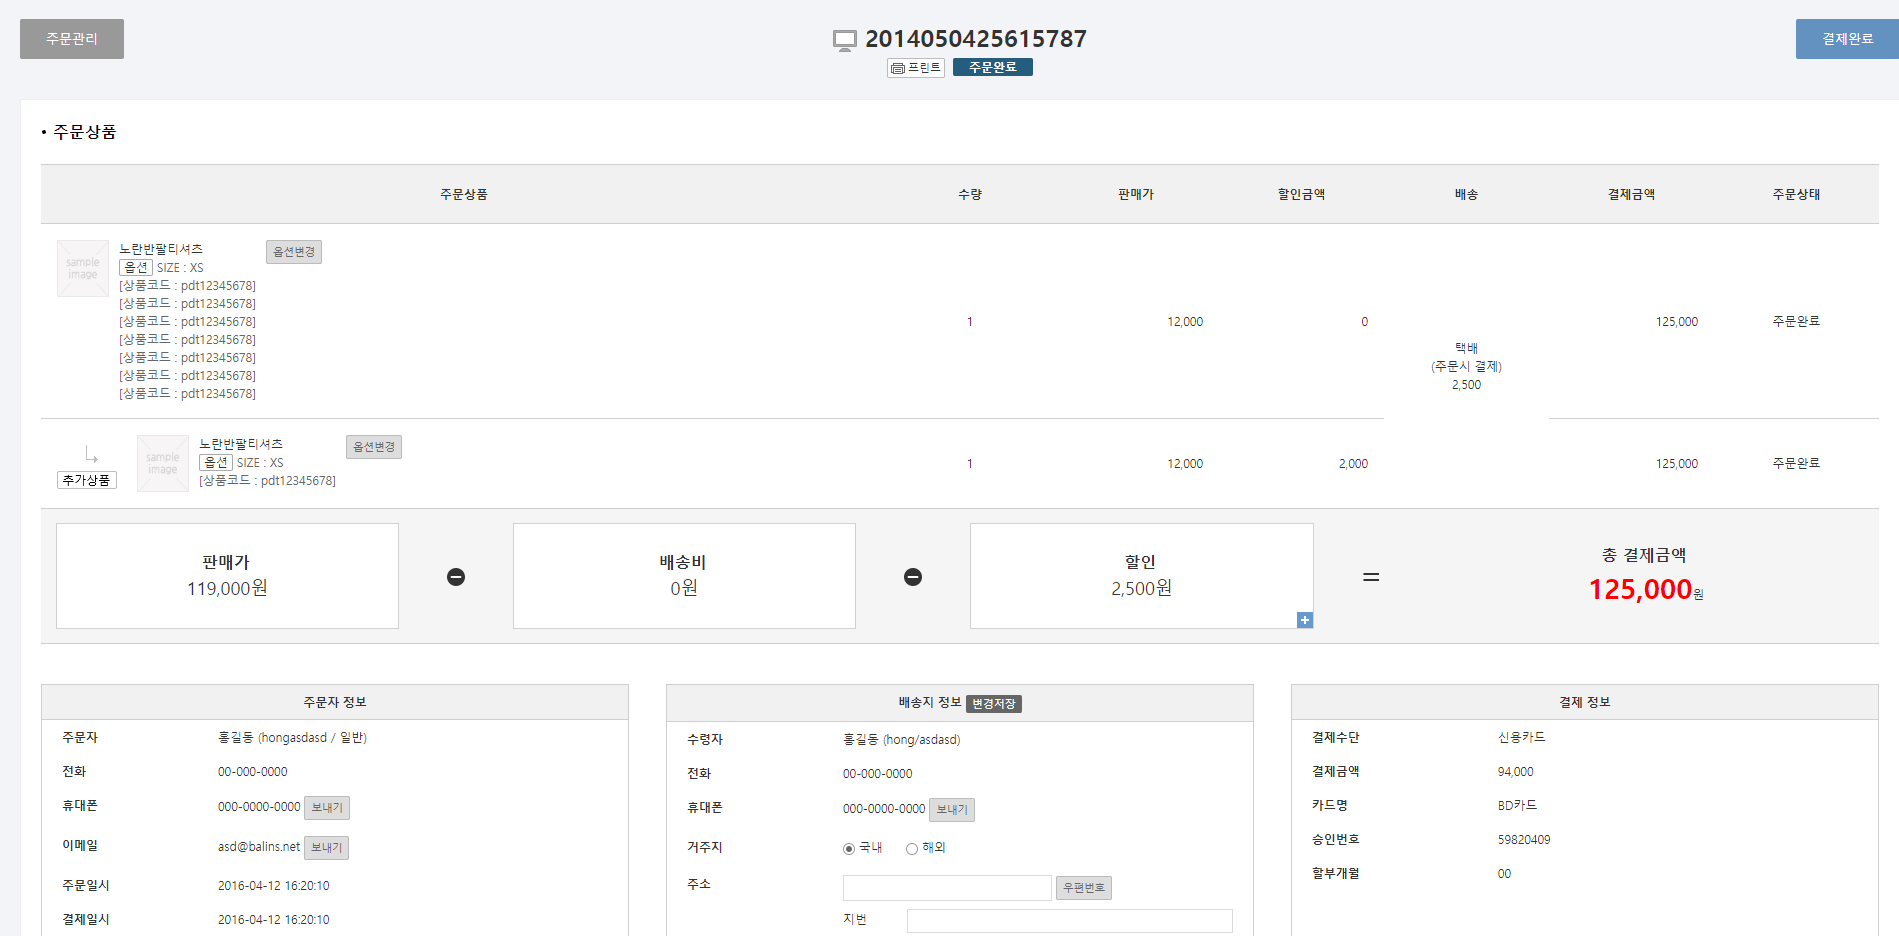 주문관리
2014050425615787
결제완료
프린트 주문완료
• 주문상품
주문상품 수량 판매가 할인금액 배송 결제금액 주문상태
sample
image
노란반팔티셔츠 옵션변경
옵션 SIZE : XS
[상품코드 : pdt12345678]
[상품코드 : pdt12345678]
[상품코드 : pdt12345678]
[상품코드 : pdt12345678]
[상품코드 : pdt12345678]
[상품코드 : pdt12345678]
[상품코드 : pdt12345678]
1 12,000 0 125,000 주문완료
택배
(주문시 결제)
2,500
추가상품
sample
image
노란반팔티셔츠 옵션변경
옵션 SIZE : XS
[상품코드 : pdt12345678]
1 12,000 2,000 125,000 주문완료
판매가
119,000원
배송비
0원
할인
2,500원
+
=
총 결제금액
125,000원
주문자 정보
주문자 홍길동 (hongasdasd / 일반)
전화 00-000-0000
휴대폰 000-0000-0000 보내기
이메일 asd@balins.net 보내기
주문일시 2016-04-12 16:20:10
결제일시 2016-04-12 16:20:10
배송지 정보 변경저장
수령자 홍길동 (hong/asdasd)
전화 00-000-0000
휴대폰 000-0000-0000 보내기
거주지 국내 해외
주소 우편번호
지번
결제 정보
결제수단 신용카드
결제금액 94,000
카드명 BD카드
승인번호 59820409
할부개월 00